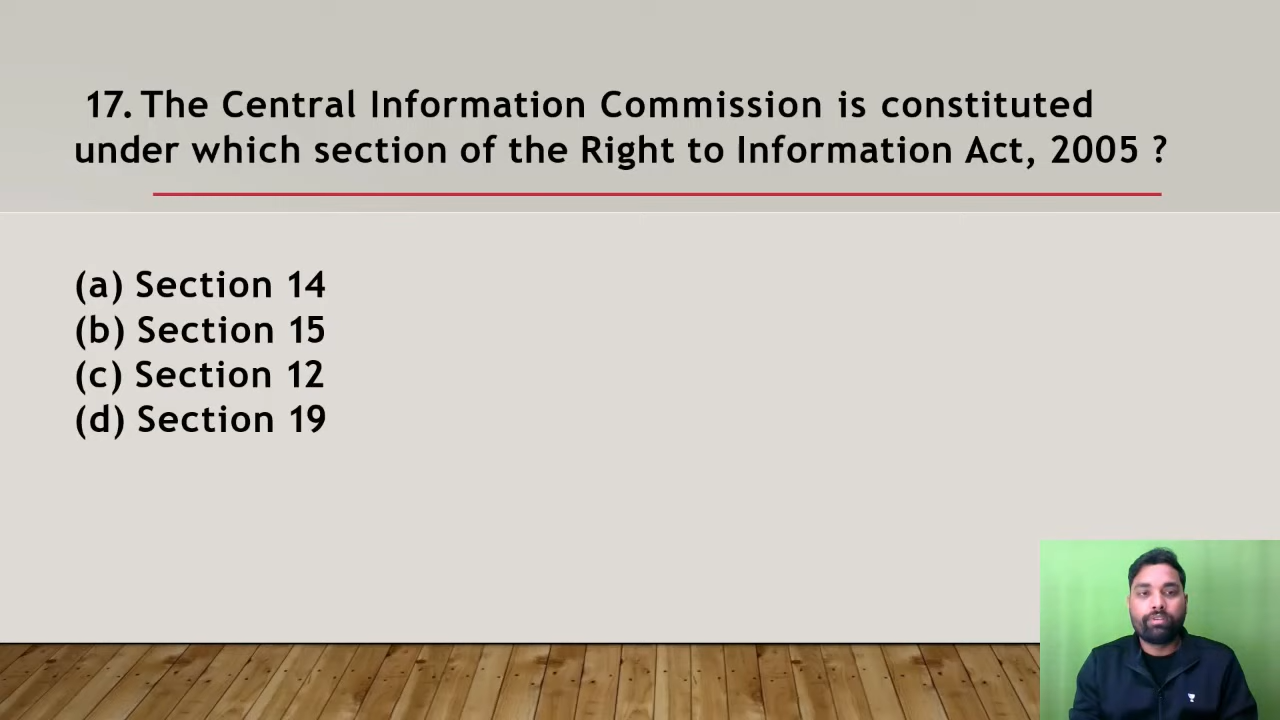 17. The Central Information Commission is constituted
under which section of the Right to Information Act, 2005 ?
(a) Section 14
(b) Section 15
(c) Section 12
(d) Section 19